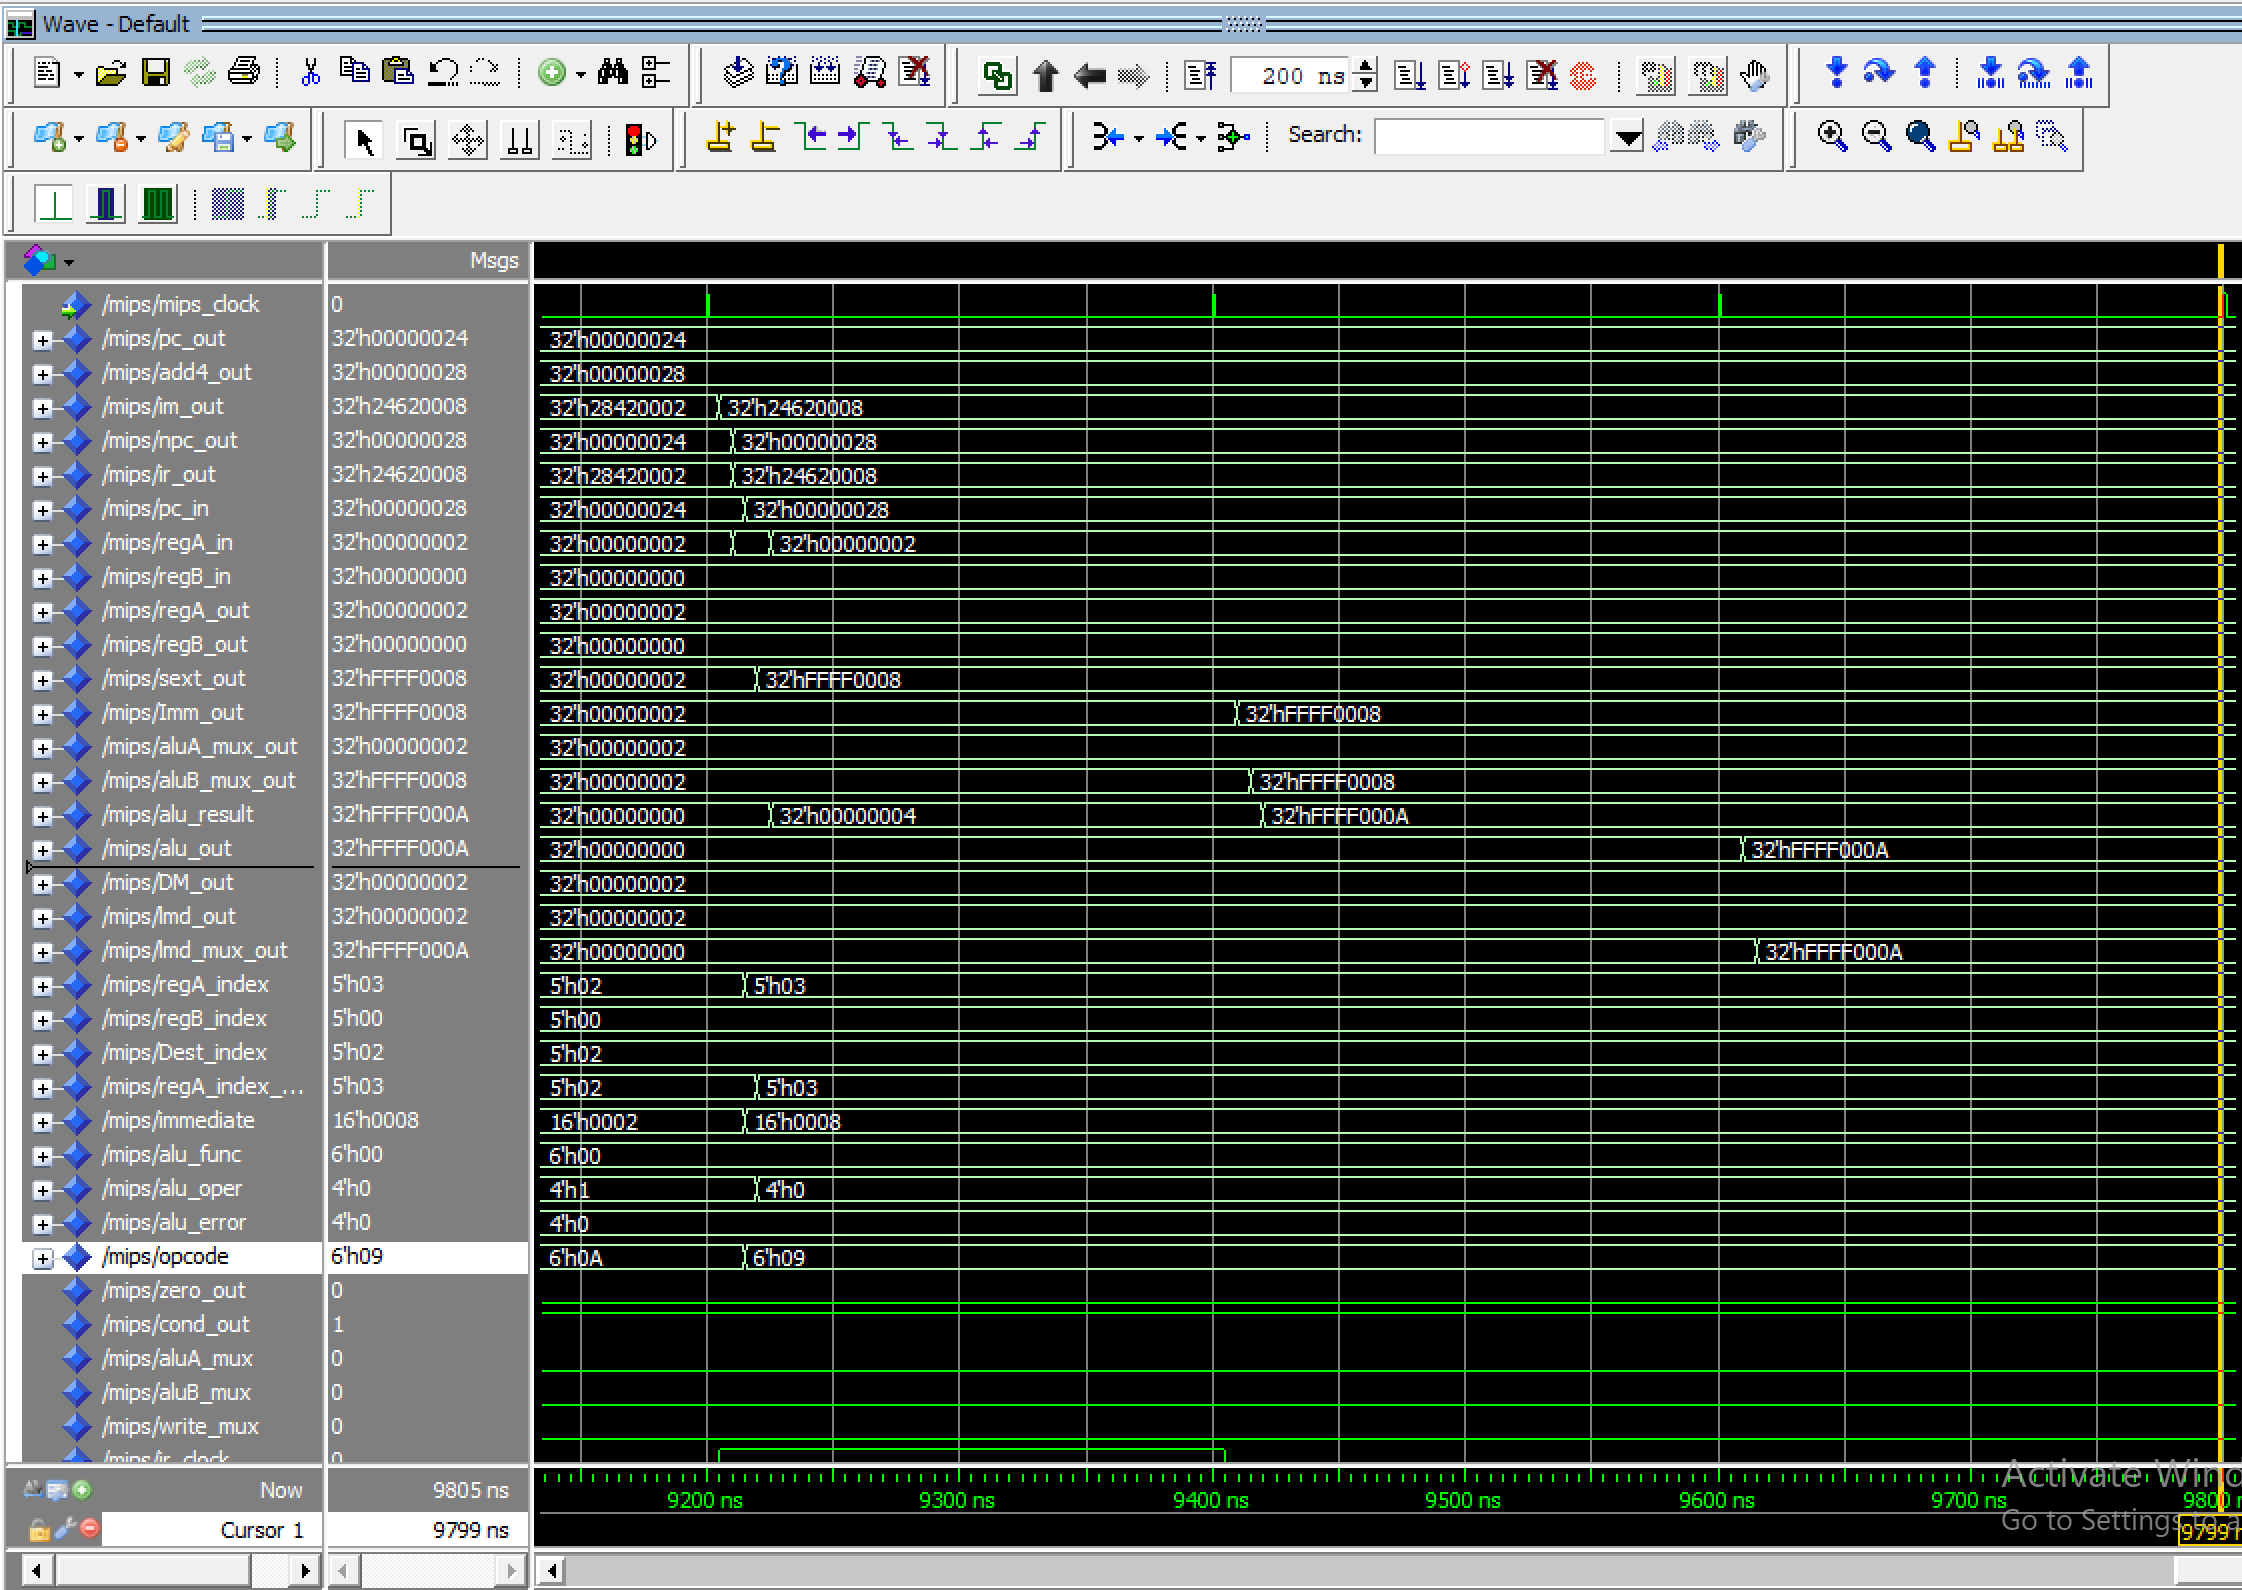 Wave - Default
200 ns
Search:
Msgs
/mips/mips_clock 0
/mips/pc_out 32'h00000024 32'h00000024
/mips/add4_out 32'h00000028 32'h00000028
/mips/im_out 32'h24620008 32'h28420002 32'h24620008
/mips/npc_out 32'h00000028 32'h00000024 32'h00000028
/mips/ir_out 32'h24620008 32'h28420002 32'h24620008
/mips/pc_in 32'h00000028 32'h00000024 32'h00000028
/mips/regA_in 32'h00000002 32'h00000002 32'h00000002
/mips/regB_in 32'h00000000 32'h00000000
/mips/regA_out 32'h00000002 32'h00000002
/mips/regB_out 32'h00000000 32'h00000000
/mips/sext_out 32'hFFFF0008 32'h00000002 32'hFFFF0008
/mips/Imm_out 32'hFFFF0008 32'h00000002 32'hFFFF0008
/mips/aluA_mux_out 32'h00000002 32'h00000002
/mips/aluB_mux_out 32'hFFFF0008 32'h00000002 32'hFFFF0008
/mips/alu_result 32'hFFFF000A 32'h00000000 32'h00000004 32'hFFFF000A
/mips/alu_out 32'hFFFF000A 32'h00000000 32'hFFFF000A
/mips/DM_out 32'h00000002 32'h00000002
/mips/lmd_out 32'h00000002 32'h00000002
/mips/lmd_mux_out 32'hFFFF000A 32'h00000000 32'hFFFF000A
/mips/regA_index 5'h03 5'h02 5'h03
/mips/regB_index 5'h00 5'h00
/mips/Dest_index 5'h02 5'h02
/mips/regA_index_... 5'h03 5'h02 5'h03
/mips/immediate 16'h0008 16'h0002 16'h0008
/mips/alu_func 6'h00 6'h00
/mips/alu_oper 4'h0 4'h1 4'h0
/mips/alu_error 4'h0 4'h0
/mips/opcode 6'h09 6'h0A 6'h09
/mips/zero_out 0
/mips/cond_out 1
/mips/aluA_mux 0
/mips/aluB_mux 0
/mips/write_mux 0
/mips/ir_clock 0
Activate Wind
Now 9805 ns 9200 ns 9300 ns 9400 ns 9500 ns 9600 ns 9700 ns 9800 n
Go to Settings to a
Cursor 1 9799 ns 9799 n